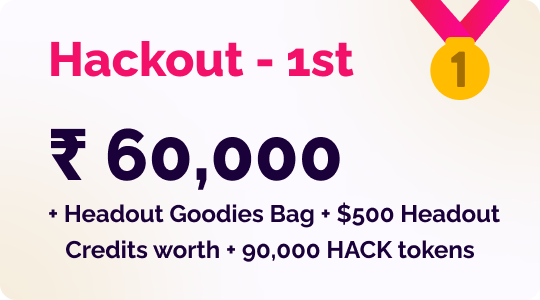 Hackout - 1st
1
₹ 60,000
+ Headout Goodies Bag + $500 Headout
Credits worth + 90,000 HACK tokens